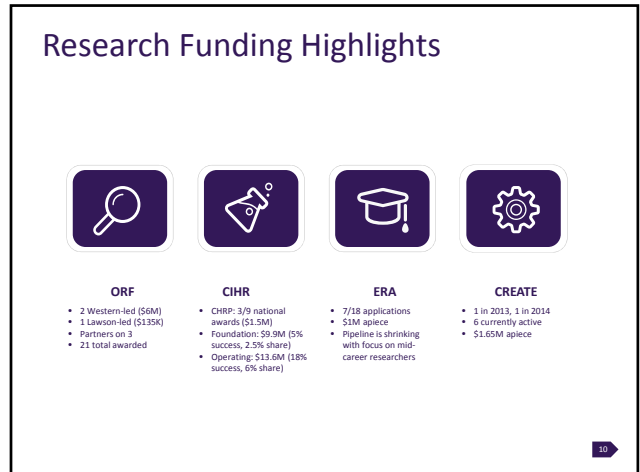 Research Funding Highlights
ORF
▪ 2 Western-led ($6M)
▪ 1 Lawson-led ($135K)
▪ Partners on 3
▪ 21 total awarded
CIHR
▪ CHRP: 3/9 national
awards ($1.5M)
▪ Foundation: $9.9M (5%
success, 2.5% share)
▪ Operating: $13.6M (18%
success, 6% share)
ERA
▪ 7/18 applications
▪ $1M apiece
▪ Pipeline is shrinking
with focus on mid-
career researchers
CREATE
▪ 1 in 2013, 1 in 2014
▪ 6 currently active
▪ $1.65M apiece
10